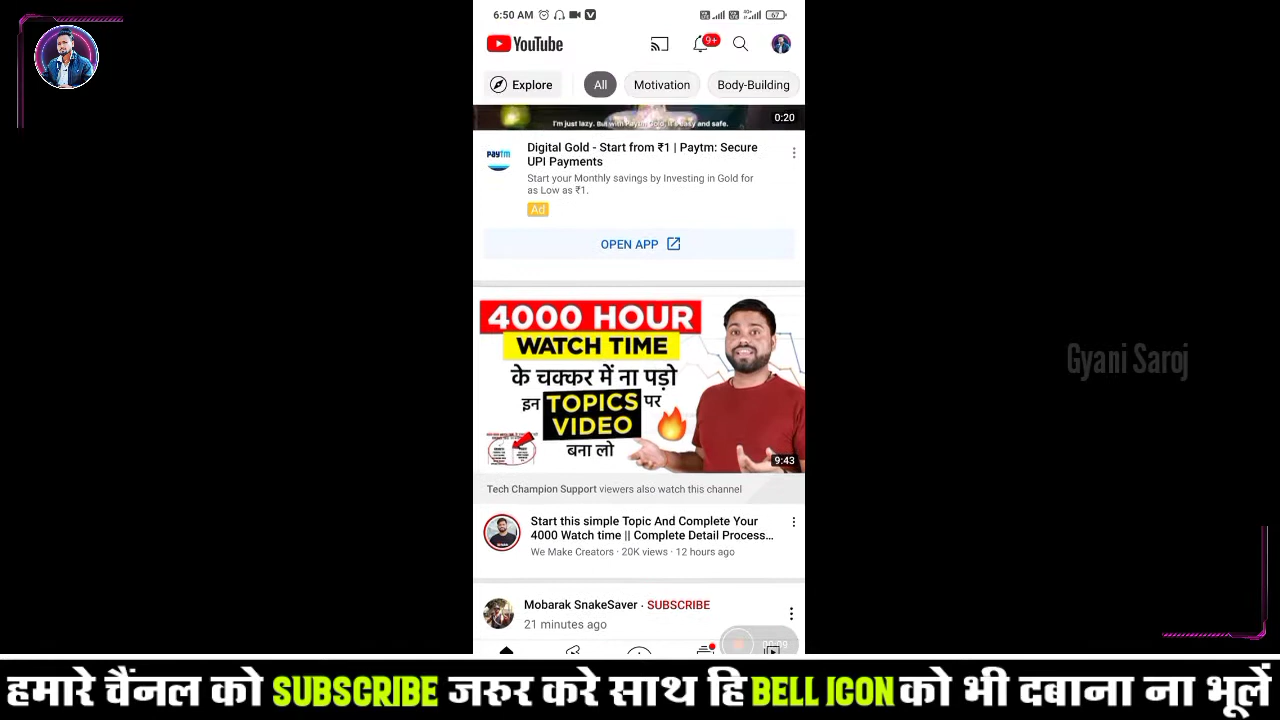 6:50 AM
67
YouTube
9+
Explore
All
Motivation
Body-Building
I'm just lazy. But with Paytm Gold, it's easy and safe.
0:20
paytm
Digital Gold - Start from ₹1 | Paytm: Secure
UPI Payments
Start your Monthly savings by Investing in Gold for
as Low as ₹1.
Ad
OPEN APP
4000 HOUR
WATCH TIME
के चक्कर में ना पड़ो
इन TOPICS पर
VIDEO
बना लो
9:43
Tech Champion Support viewers also watch this channel
Start this simple Topic And Complete Your
4000 Watch time || Complete Detail Process...
We Make Creators · 20K views · 12 hours ago
Mobarak SnakeSaver · SUBSCRIBE
21 minutes ago
00:09
Gyani Saroj
हमारे चैंनल को SUBSCRIBE जरुर करे साथ हि BELL ICON को भी दबाना ना भूलें